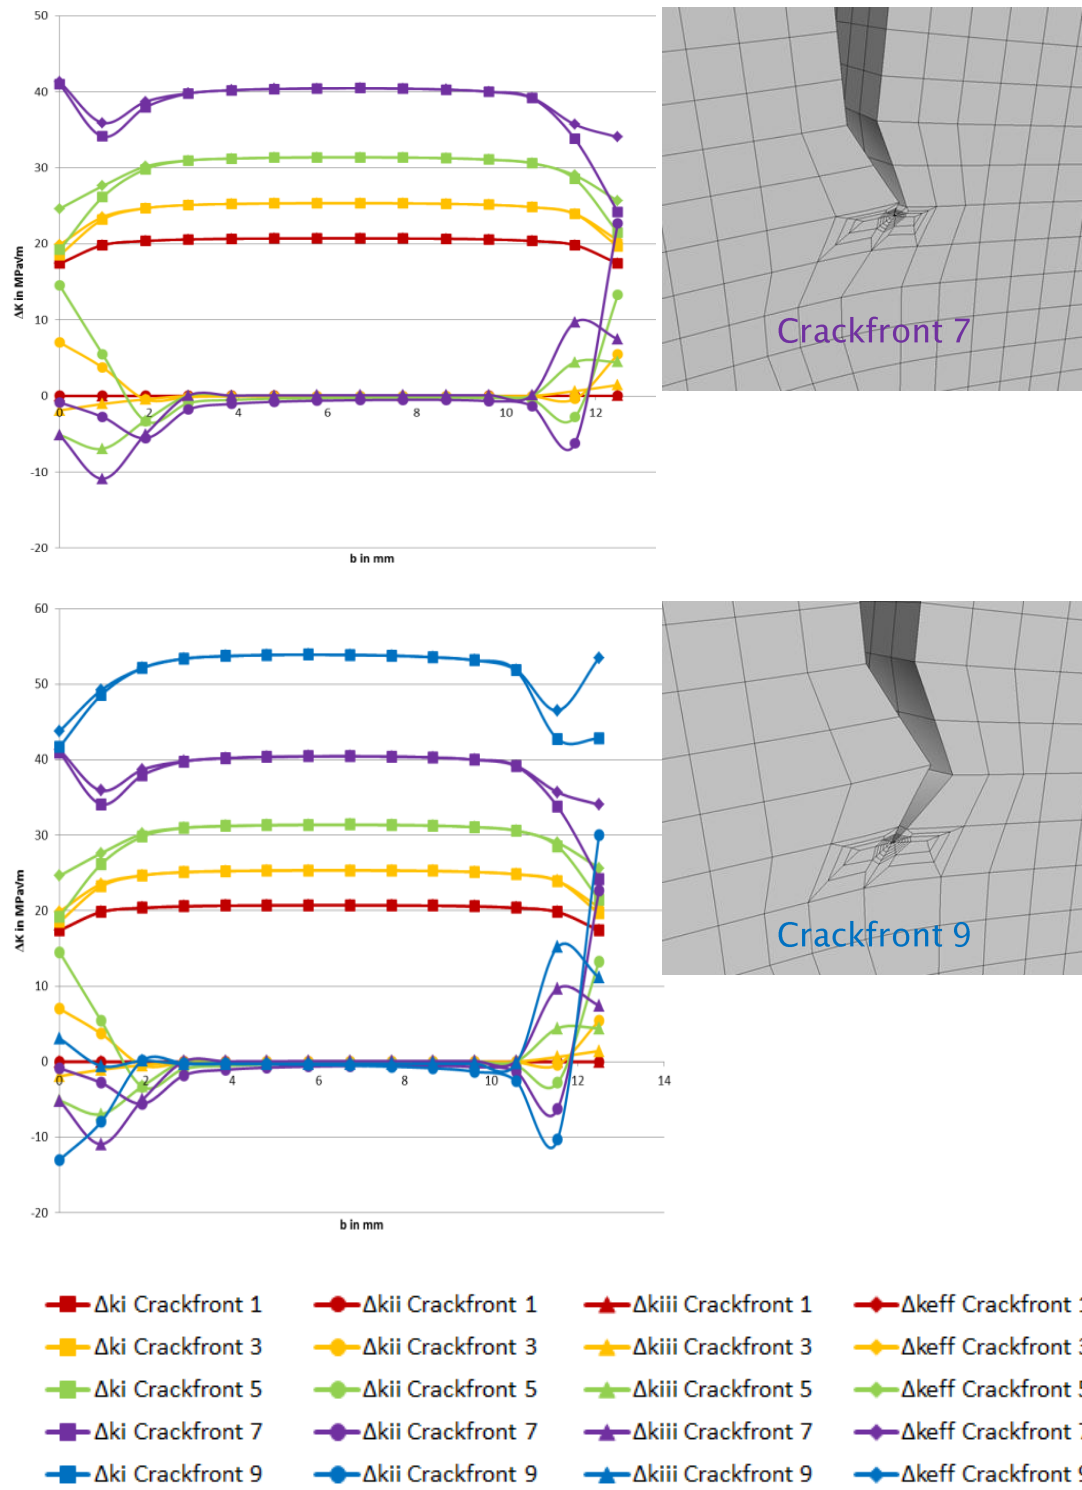 50
40
30
20
10
0
-10
-20
0 2 4 6 8 10 12
ΔK in MPa√m
b in mm
Crackfront 7
60
50
40
30
20
10
0
-10
-20
0 2 4 6 8 10 12 14
ΔK in MPa√m
b in mm
Crackfront 9
Δki Crackfront 1 Δkii Crackfront 1 Δkiii Crackfront 1 Δkeff Crackfront 1
Δki Crackfront 3 Δkii Crackfront 3 Δkiii Crackfront 3 Δkeff Crackfront 3
Δki Crackfront 5 Δkii Crackfront 5 Δkiii Crackfront 5 Δkeff Crackfront 5
Δki Crackfront 7 Δkii Crackfront 7 Δkiii Crackfront 7 Δkeff Crackfront 7
Δki Crackfront 9 Δkii Crackfront 9 Δkiii Crackfront 9 Δkeff Crackfront 9